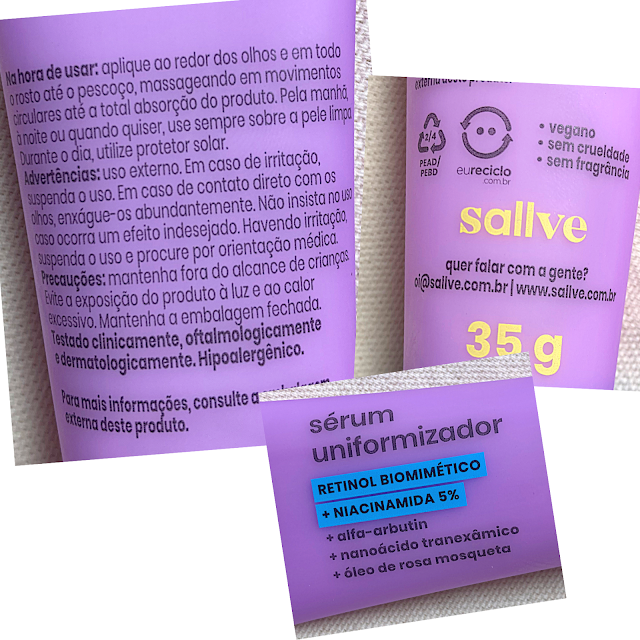 Na hora de usar: aplique ao redor dos olhos e em todo
o rosto até o pescoço, massageando em movimentos
circulares até a total absorção do produto. Pela manhã,
à noite ou quando quiser, use sempre sobre a pele limpa.
Durante o dia, utilize protetor solar.
Advertências: uso externo. Em caso de irritação,
suspenda o uso. Em caso de contato direto com os
olhos, enxágue-os abundantemente. Não insista no uso
caso ocorra um efeito indesejado. Havendo irritação,
suspenda o uso e procure por orientação médica.
Precauções: mantenha fora do alcance de crianças.
Evite a exposição do produto à luz e ao calor
excessivo. Mantenha a embalagem fechada.
Testado clinicamente, oftalmologicamente
e dermatologicamente. Hipoalergênico.
Para mais informações, consulte a
externa deste produto.
externa deste
2/4
PEAD/
PEBD
eureciclo
.com.br
• vegano
• sem crueldade
• sem fragrância
sallve
quer falar com a gente?
oi@sallve.com.br | www.sallve.com.br
35 g
sérum
uniformizador
RETINOL BIOMIMÉTICO
+ NIACINAMIDA 5%
+ alfa-arbutin
+ nanoácido tranexâmico
+ óleo de rosa mosqueta